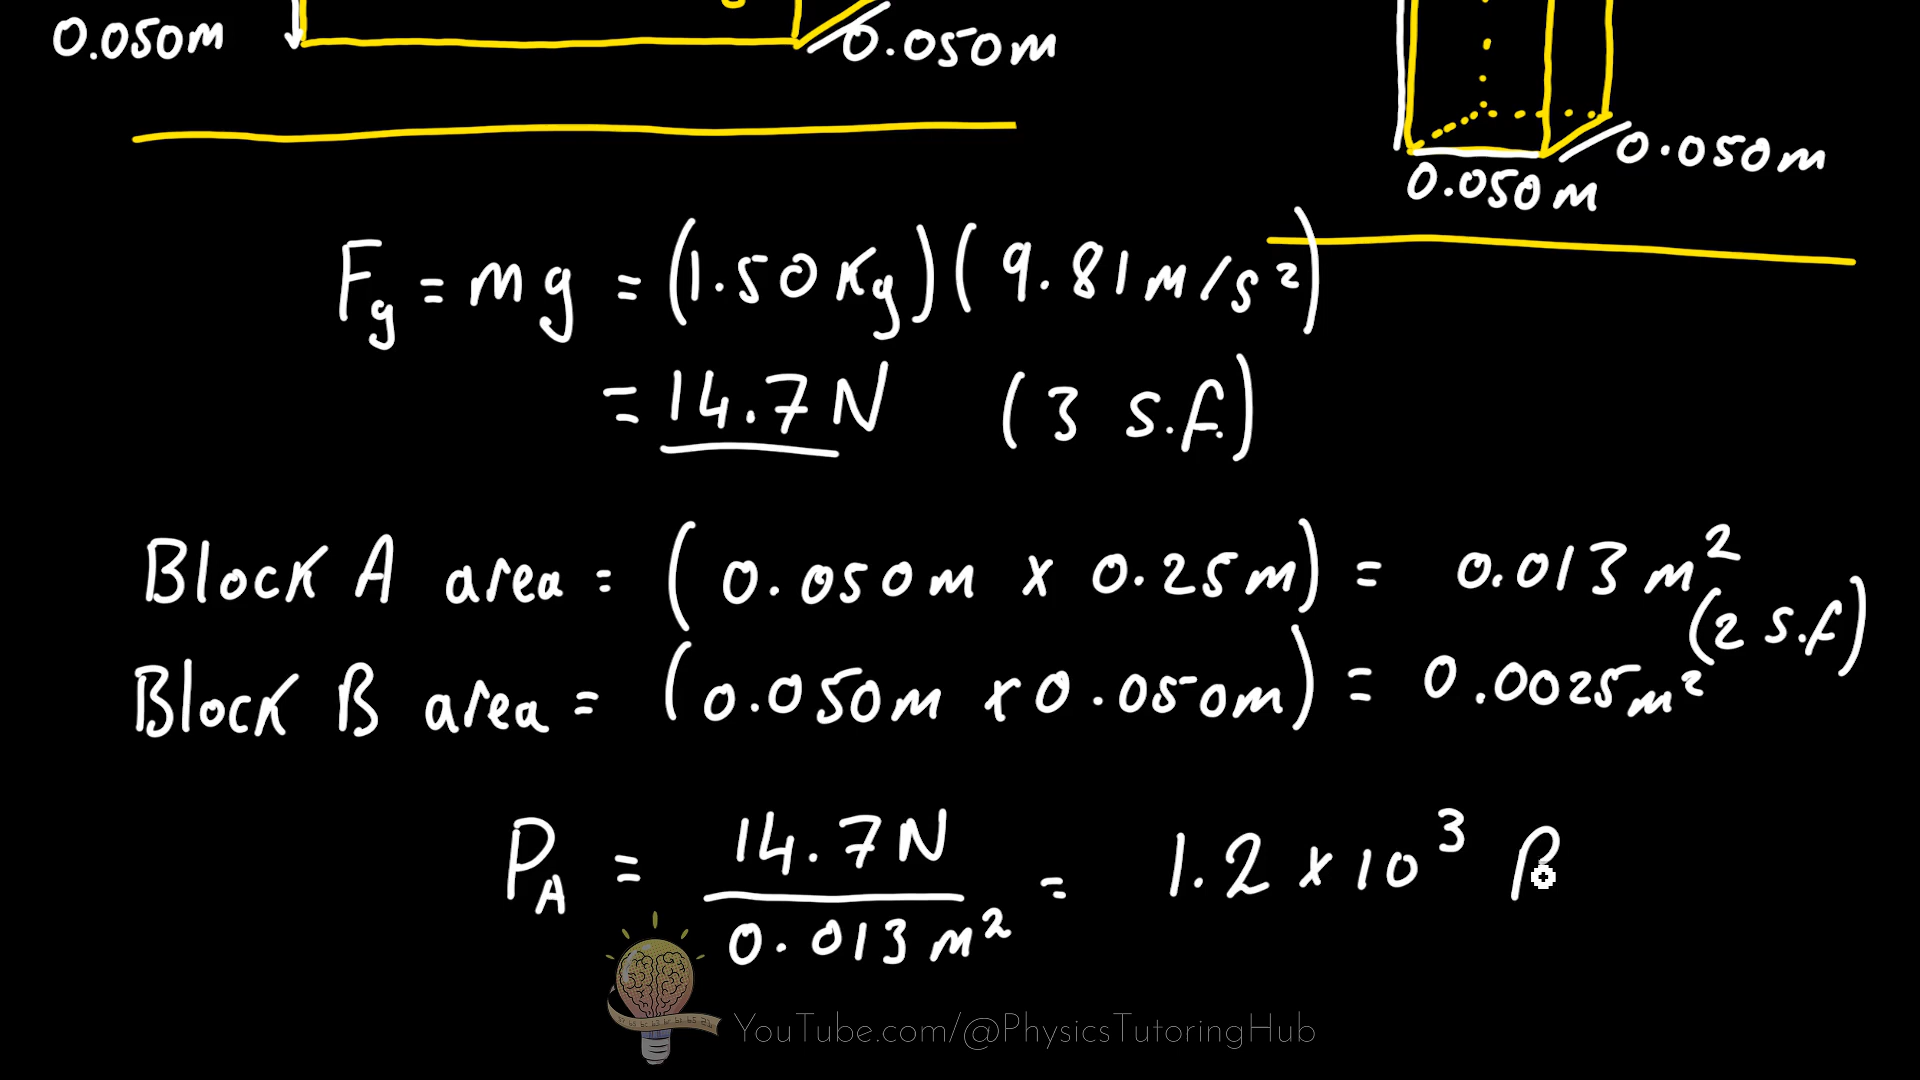 0.050m
0.050m
0.050m
0.050m
Fg = mg = (1.50 Kg)(9.81 m/s²)
= 14.7 N (3 s.f.)
Block A area = (0.050m x 0.25m) = 0.013 m²
(2 s.f)
Block B area = (0.050m x 0.050m) = 0.0025m²
P_A = 14.7 N / 0.013 m² = 1.2 x 10³ P
YouTube.com/@PhysicsTutoringHub